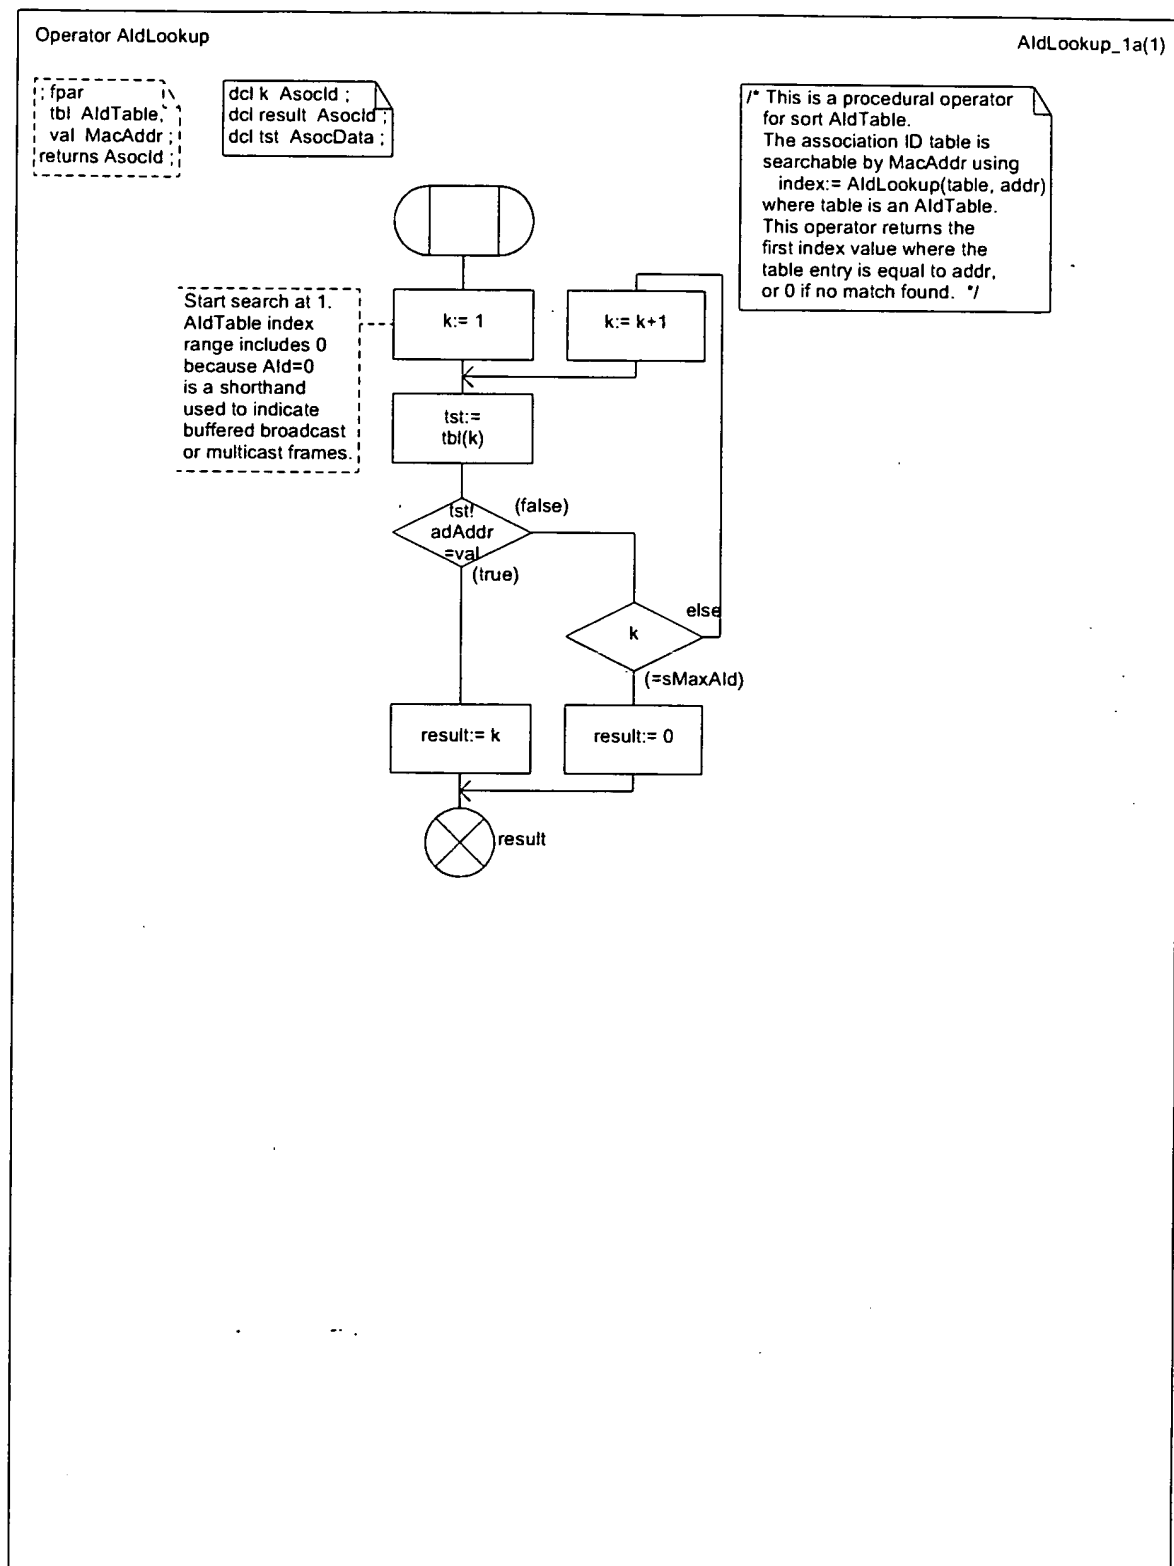 Operator AIdLookup
AIdLookup_1a(1)
; fpar
tbl AIdTable,
val MacAddr ;
returns AsocId ;
dcl k AsocId ;
dcl result AsocId ;
dcl tst AsocData ;
/* This is a procedural operator
for sort AIdTable.
The association ID table is
searchable by MacAddr using
index:= AIdLookup(table, addr)
where table is an AIdTable.
This operator returns the
first index value where the
table entry is equal to addr,
or 0 if no match found. */
Start search at 1.
AIdTable index
range includes 0
because AId=0
is a shorthand
used to indicate
buffered broadcast
or multicast frames.
k:= 1
k:= k+1
tst:=
tbl(k)
tst!
adAddr
=val
(false)
(true)
k
else
(=sMaxAId)
result:= k
result:= 0
result